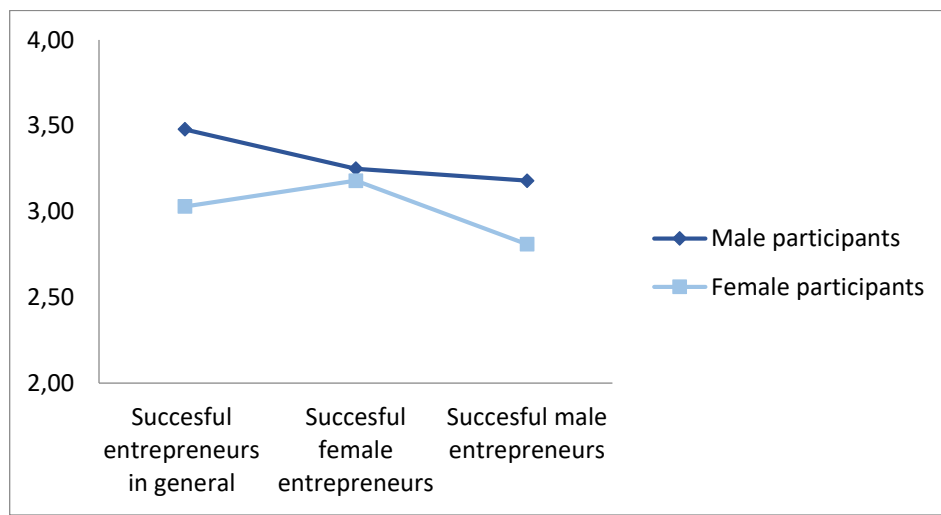 4,00
3,50
3,00
2,50
2,00
Succesful
entrepreneurs
in general
Succesful
female
entrepreneurs
Succesful male
entrepreneurs
Male participants
Female participants